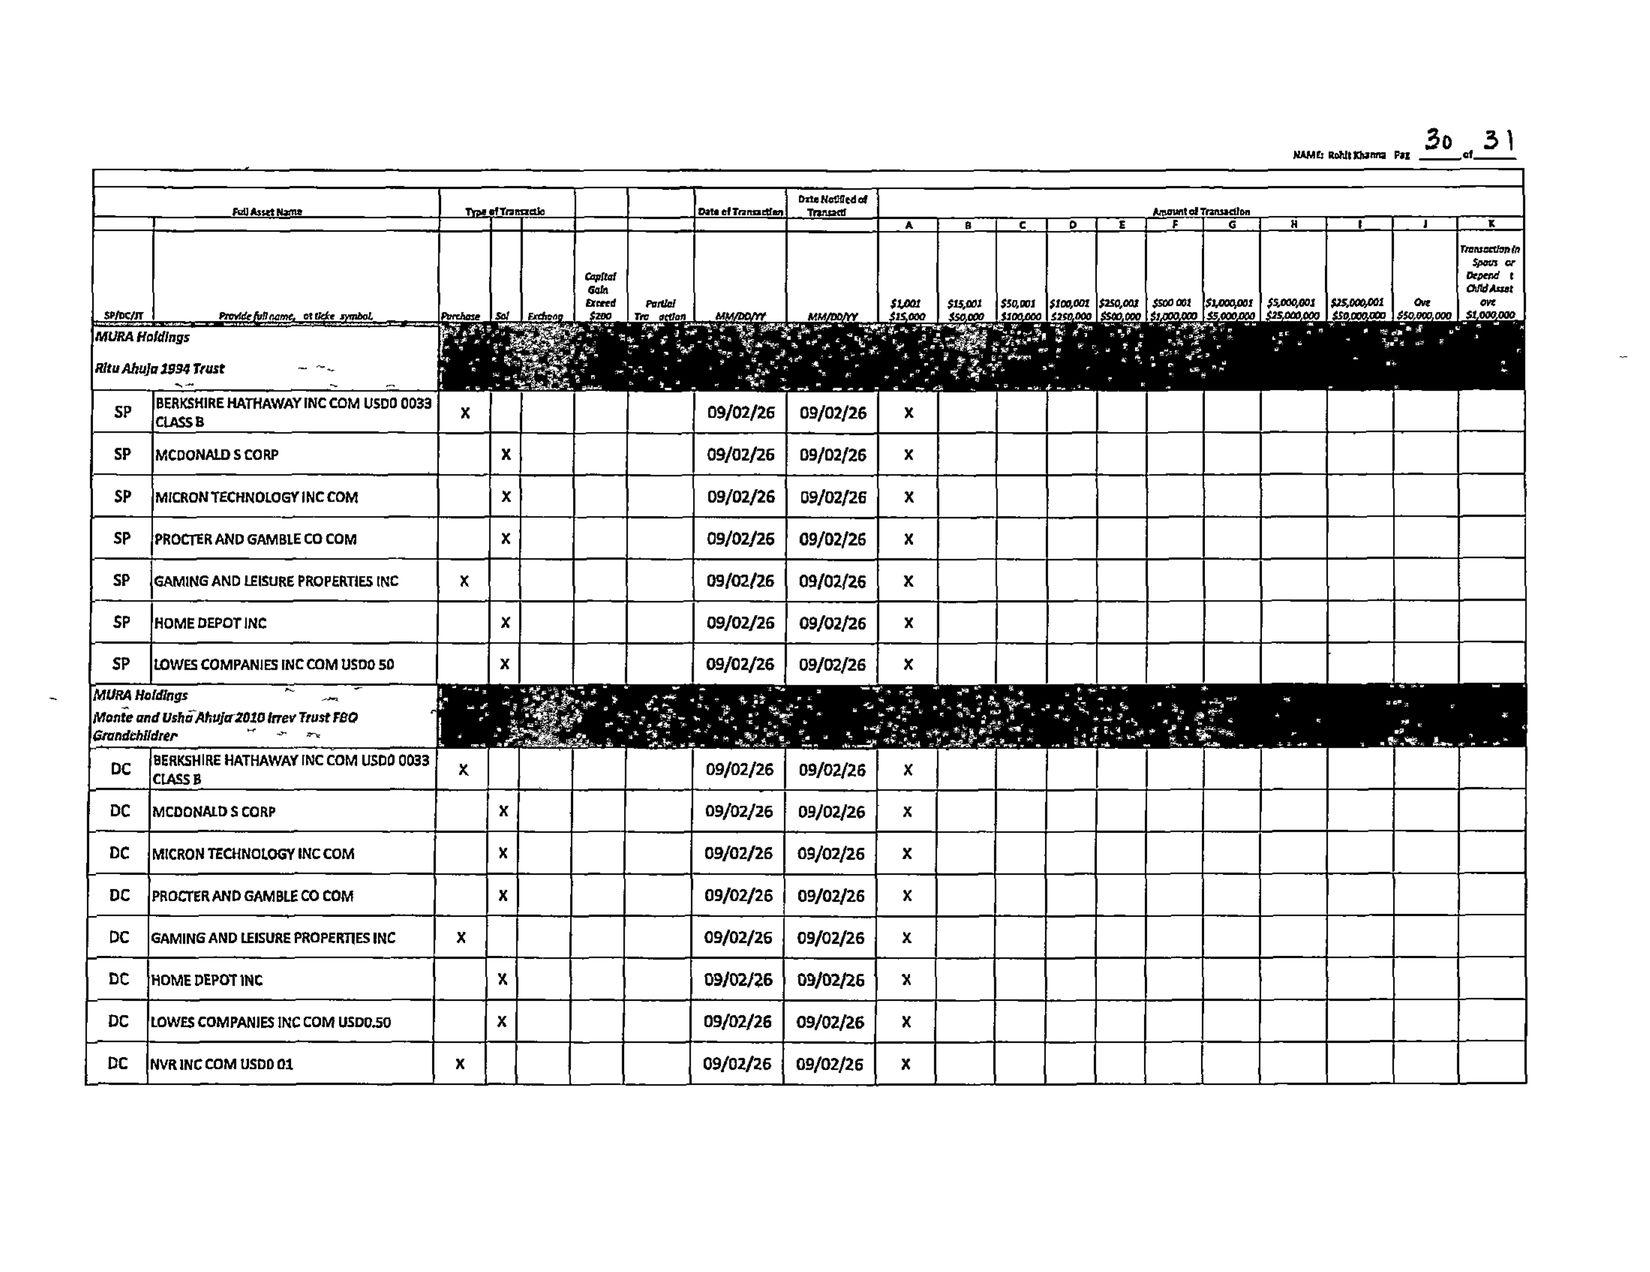 NAME: Rohit Khanna Pag 30 of 31
Full Asset Name Type of Transactio Date of Transaction Date Notified of Transacti Amount of Transaction
A B C D E F G H I J K
SP/DC/JT Provide full name, ot ticke symbol. Purchase Sal Exchang Capital Gain Exceed $200 Partial Tra action MM/DD/YY MM/DD/YY $1,001 $15,000 $15,001 $50,000 $50,001 $100,000 $100,001 $250,000 $250,001 $500,000 $500 001 $1,000,000 $1,000,001 $5,000,000 $5,000,001 $25,000,000 $25,000,001 $50,000,000 Ove $50,000,000 Transaction in Spous or Depend t Child Asset ove $1,000,000
MURA Holdings
Ritu Ahuja 1994 Trust
SP BERKSHIRE HATHAWAY INC COM USD0 0033 CLASS B X 09/02/26 09/02/26 X
SP MCDONALD S CORP X 09/02/26 09/02/26 X
SP MICRON TECHNOLOGY INC COM X 09/02/26 09/02/26 X
SP PROCTER AND GAMBLE CO COM X 09/02/26 09/02/26 X
SP GAMING AND LEISURE PROPERTIES INC X 09/02/26 09/02/26 X
SP HOME DEPOT INC X 09/02/26 09/02/26 X
SP LOWES COMPANIES INC COM USD0 50 X 09/02/26 09/02/26 X
MURA Holdings
Monte and Usha Ahuja 2010 Irrev Trust FBO
Grandchildrer
DC BERKSHIRE HATHAWAY INC COM USD0 0033 CLASS B X 09/02/26 09/02/26 X
DC MCDONALD S CORP X 09/02/26 09/02/26 X
DC MICRON TECHNOLOGY INC COM X 09/02/26 09/02/26 X
DC PROCTER AND GAMBLE CO COM X 09/02/26 09/02/26 X
DC GAMING AND LEISURE PROPERTIES INC X 09/02/26 09/02/26 X
DC HOME DEPOT INC X 09/02/26 09/02/26 X
DC LOWES COMPANIES INC COM USD0.50 X 09/02/26 09/02/26 X
DC NVR INC COM USD0 01 X 09/02/26 09/02/26 X